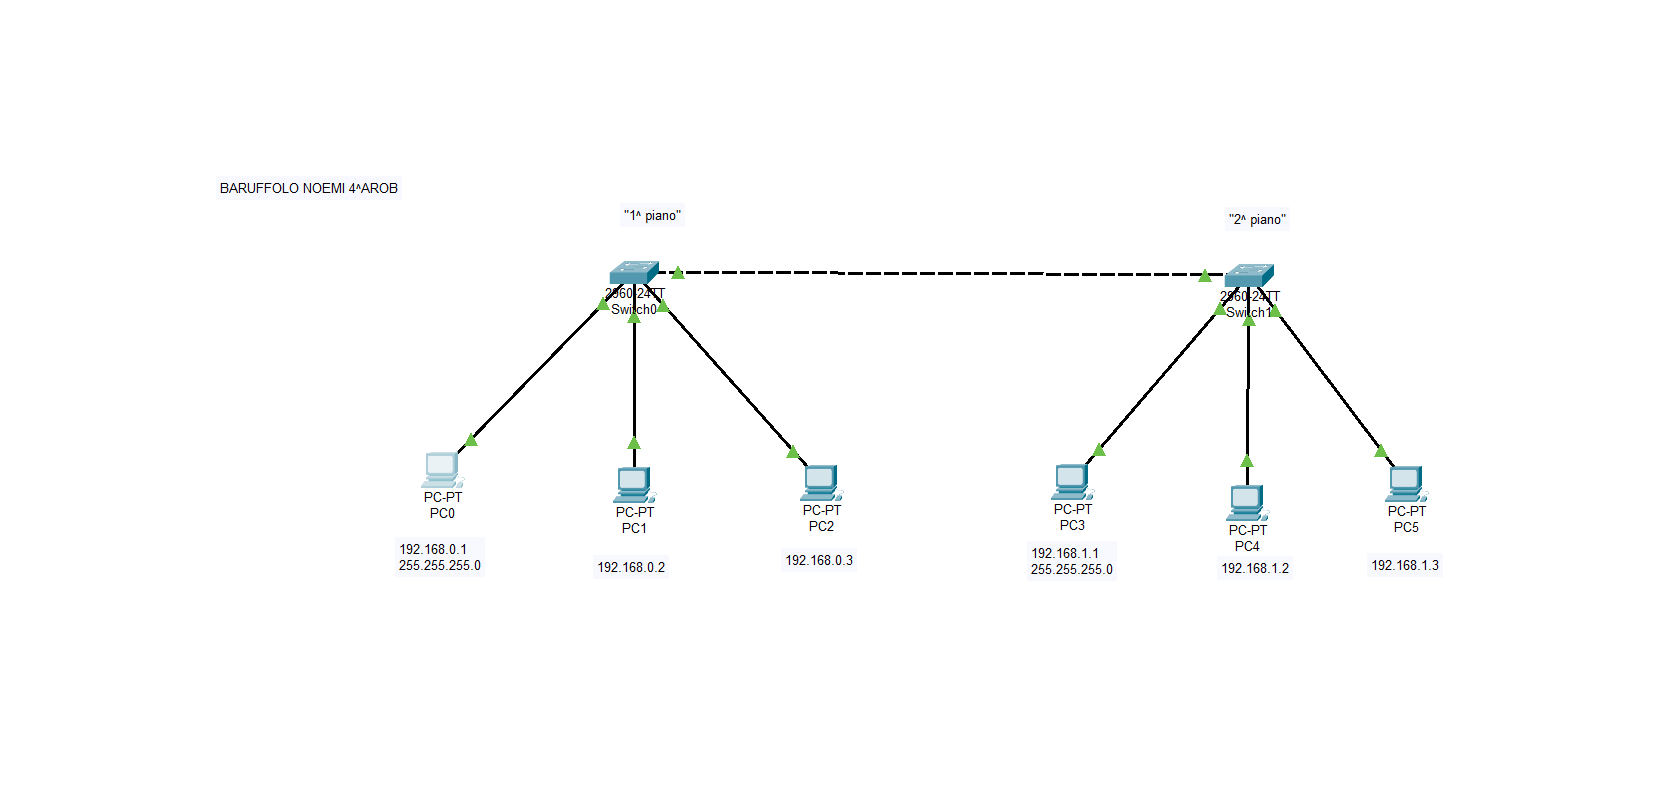 BARUFFOLO NOEMI 4^AROB
"1^ piano"
"2^ piano"
2960-24TT
Switch0
2960-24TT
Switch1
PC-PT
PC0
PC-PT
PC1
PC-PT
PC2
PC-PT
PC3
PC-PT
PC4
PC-PT
PC5
192.168.0.1
255.255.255.0
192.168.0.2
192.168.0.3
192.168.1.1
255.255.255.0
192.168.1.2
192.168.1.3